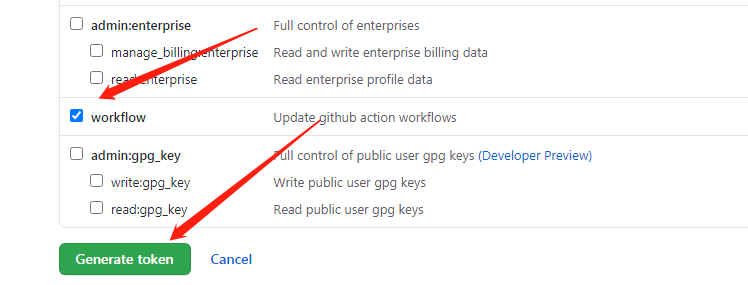 admin:enterprise Full control of enterprises
manage_billing:enterprise Read and write enterprise billing data
read:enterprise Read enterprise profile data
workflow Update github action workflows
admin:gpg_key Full control of public user gpg keys (Developer Preview)
write:gpg_key Write public user gpg keys
read:gpg_key Read public user gpg keys
Generate token Cancel